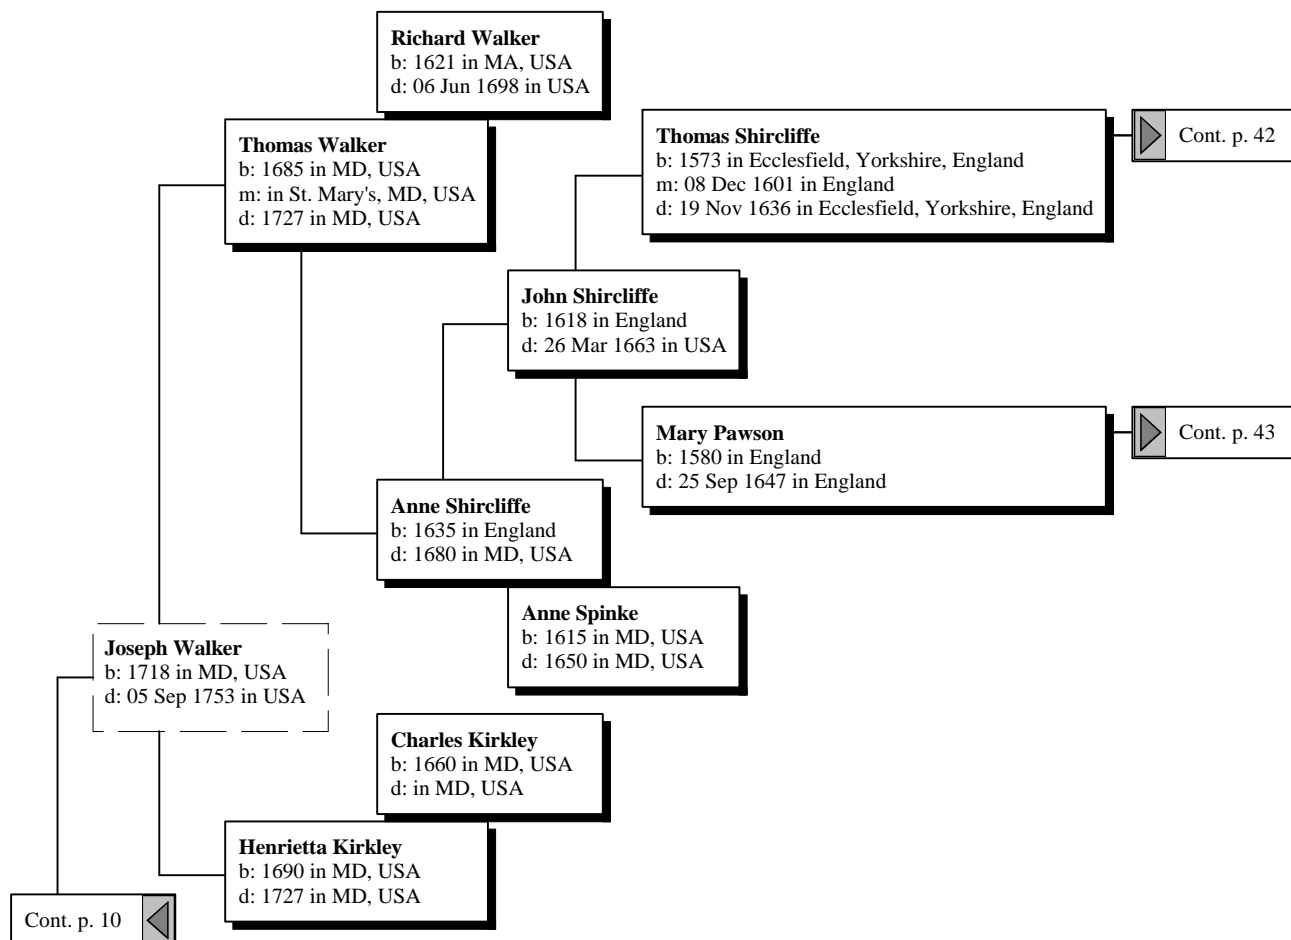 Richard Walker
b: 1621 in MA, USA
d: 06 Jun 1698 in USA
Thomas Walker
b: 1685 in MD, USA
m: in St. Mary's, MD, USA
d: 1727 in MD, USA
Thomas Shircliffe
b: 1573 in Ecclesfield, Yorkshire, England
m: 08 Dec 1601 in England
d: 19 Nov 1636 in Ecclesfield, Yorkshire, England
Cont. p. 42
John Shircliffe
b: 1618 in England
d: 26 Mar 1663 in USA
Mary Pawson
b: 1580 in England
d: 25 Sep 1647 in England
Cont. p. 43
Anne Shircliffe
b: 1635 in England
d: 1680 in MD, USA
Anne Spinke
b: 1615 in MD, USA
d: 1650 in MD, USA
Joseph Walker
b: 1718 in MD, USA
d: 05 Sep 1753 in USA
Charles Kirkley
b: 1660 in MD, USA
d: in MD, USA
Henrietta Kirkley
b: 1690 in MD, USA
d: 1727 in MD, USA
Cont. p. 10